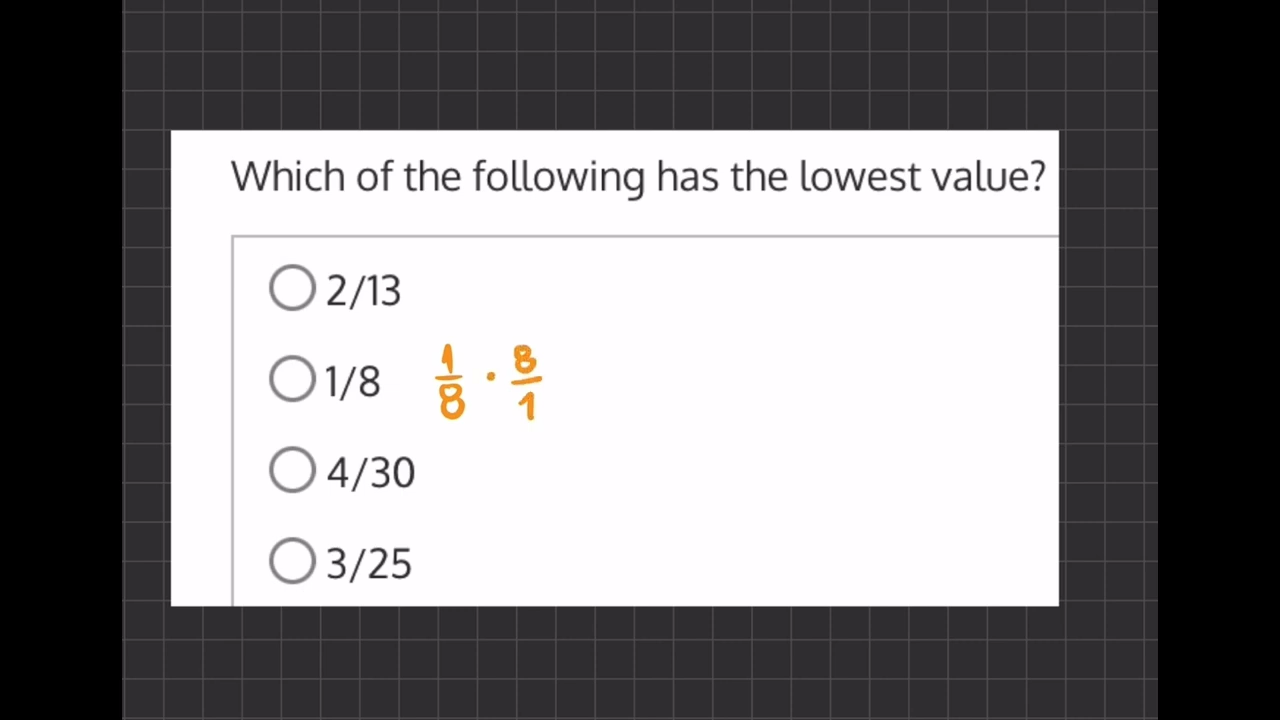 Which of the following has the lowest value?
2/13
1/8 1/8 · 8/1
4/30
3/25